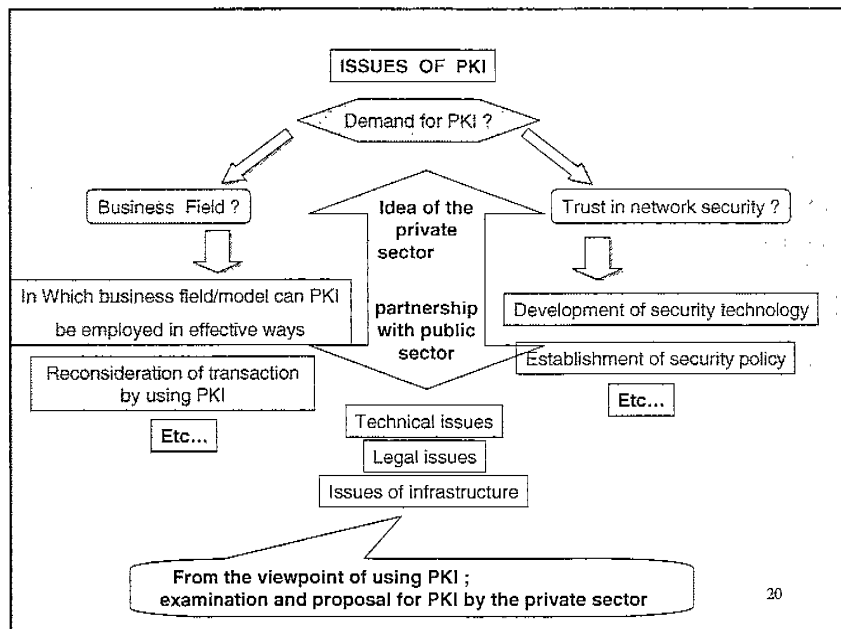 ISSUES OF PKI
Demand for PKI ?
Business Field ?
In Which business field/model can PKI
be employed in effective ways
Reconsideration of transaction
by using PKI
Etc...
Idea of the
private
sector
partnership
with public
sector
Trust in network security ?
Development of security technology
Establishment of security policy
Etc...
Technical issues
Legal issues
Issues of infrastructure
From the viewpoint of using PKI ;
examination and proposal for PKI by the private sector
20